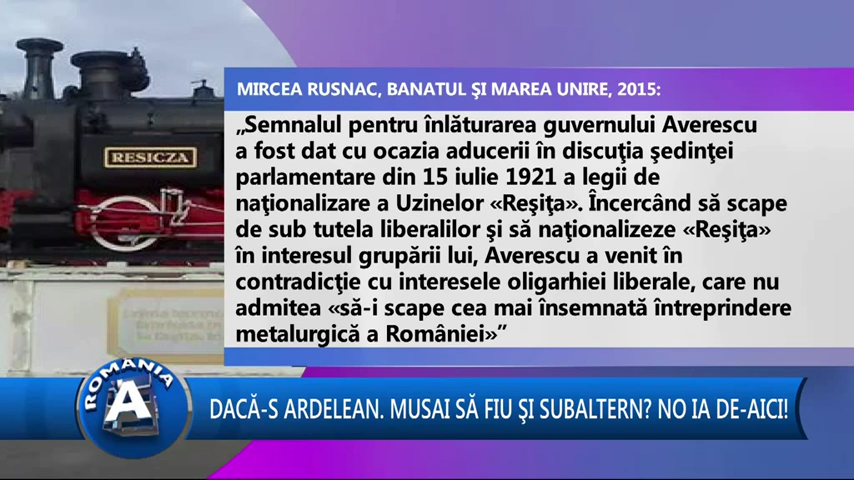 MIRCEA RUSNAC, BANATUL ŞI MAREA UNIRE, 2015:
„Semnalul pentru înlăturarea guvernului Averescu
a fost dat cu ocazia aducerii în discuţia şedinţei
parlamentare din 15 iulie 1921 a legii de
naţionalizare a Uzinelor «Reşiţa». Încercând să scape
de sub tutela liberalilor şi să naţionalizeze «Reşiţa»
în interesul grupării lui, Averescu a venit în
contradicţie cu interesele oligarhiei liberale, care nu
admitea «să-i scape cea mai însemnată întreprindere
metalurgică a României»”
RESICZA
ROMANIA
A
DACĂ-S ARDELEAN. MUSAI SĂ FIU ŞI SUBALTERN? NO IA DE-AICI!